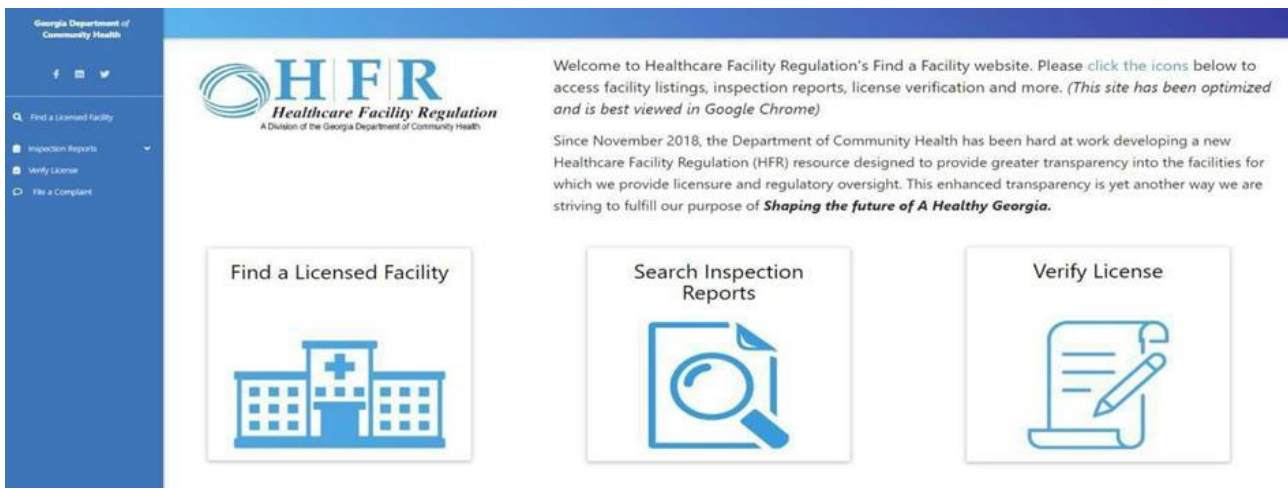 Georgia Department of
Community Health
Find a Licensed Facility
Inspection Reports
Verify License
File a Complaint
H|F|R
Healthcare Facility Regulation
A Division of the Georgia Department of Community Health
Welcome to Healthcare Facility Regulation's Find a Facility website. Please click the icons below to
access facility listings, inspection reports, license verification and more. (This site has been optimized
and is best viewed in Google Chrome)
Since November 2018, the Department of Community Health has been hard at work developing a new
Healthcare Facility Regulation (HFR) resource designed to provide greater transparency into the facilities for
which we provide licensure and regulatory oversight. This enhanced transparency is yet another way we are
striving to fulfill our purpose of Shaping the future of A Healthy Georgia.
Find a Licensed Facility
Search Inspection
Reports
Verify License